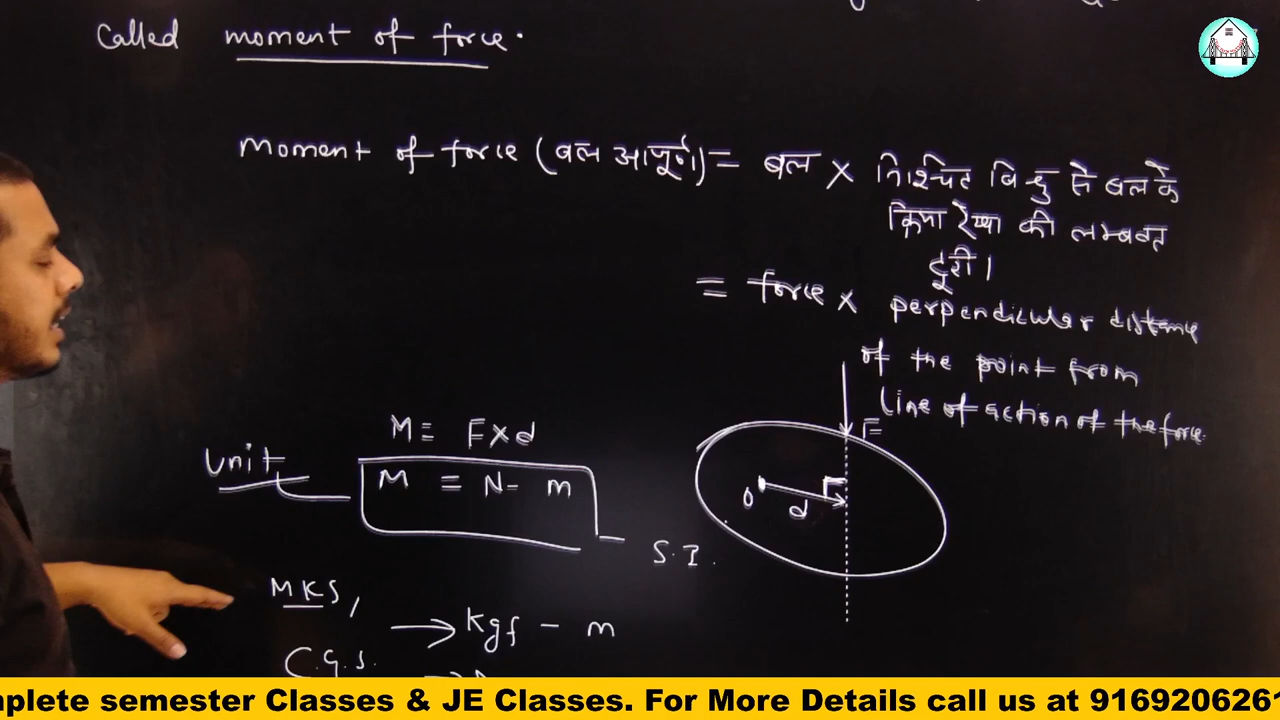 Called moment of force.
moment of force (बल आघूर्ण) = बल × निश्चित बिन्दु से बल के
क्रिया रेखा की लम्बवत
दूरी।
= force × perpendicular distance
of the point from
line of action of the force.
M = F×d
Unit
M = N- m
S.I.
F
O
d
MKS,
→ kgf - m
C.G.S.
nplete semester Classes & JE Classes. For More Details call us at 9169206261